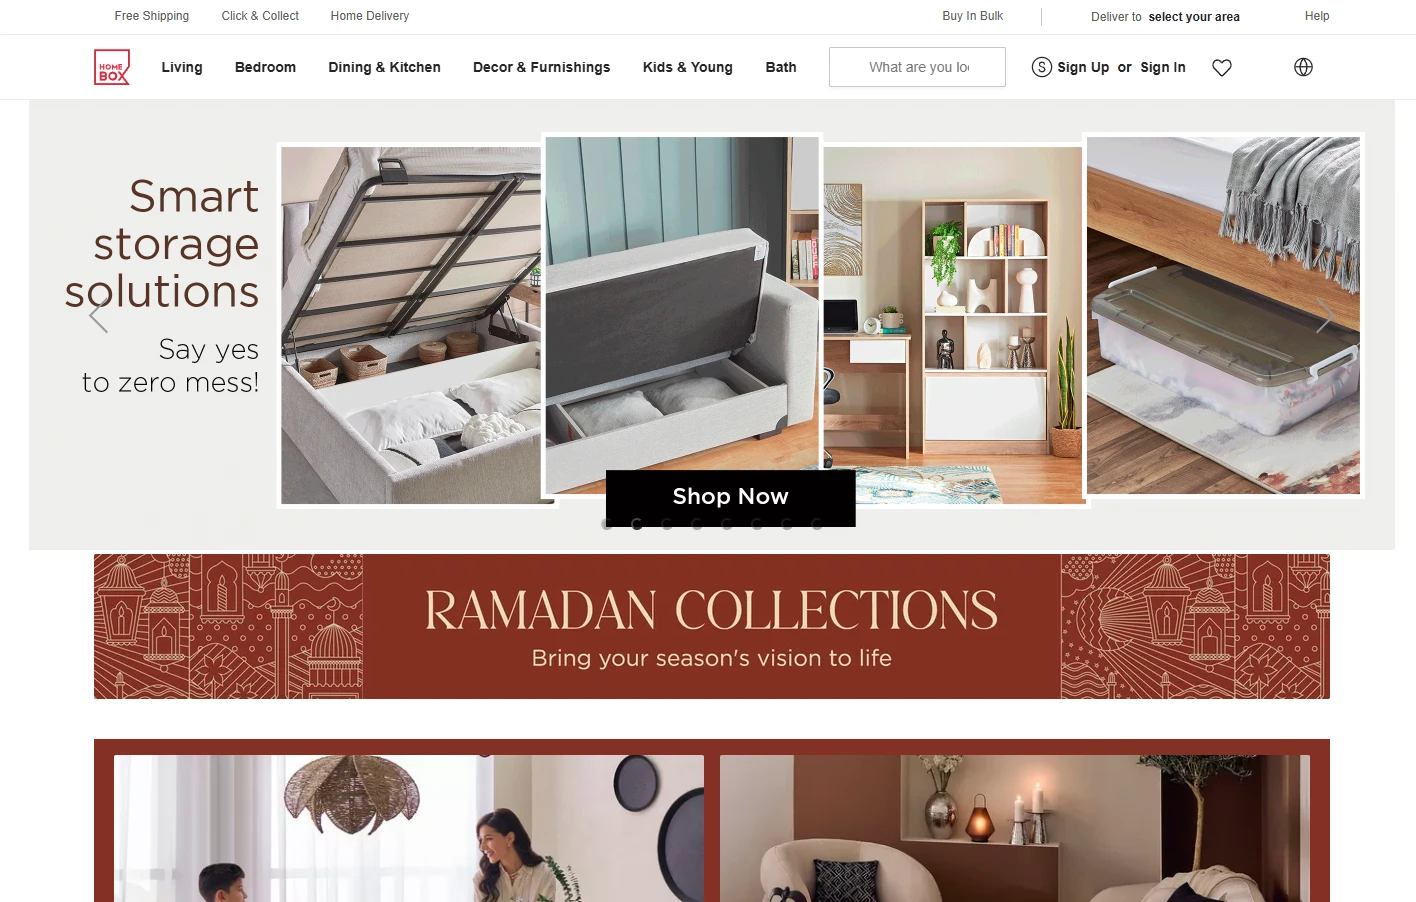 Free Shipping Click & Collect Home Delivery Buy In Bulk Deliver to select your area Help
HOME
BOX
Living Bedroom Dining & Kitchen Decor & Furnishings Kids & Young Bath What are you loo Sign Up or Sign In
Smart
storage
solutions
Say yes
to zero mess!
Shop Now
RAMADAN COLLECTIONS
Bring your season's vision to life